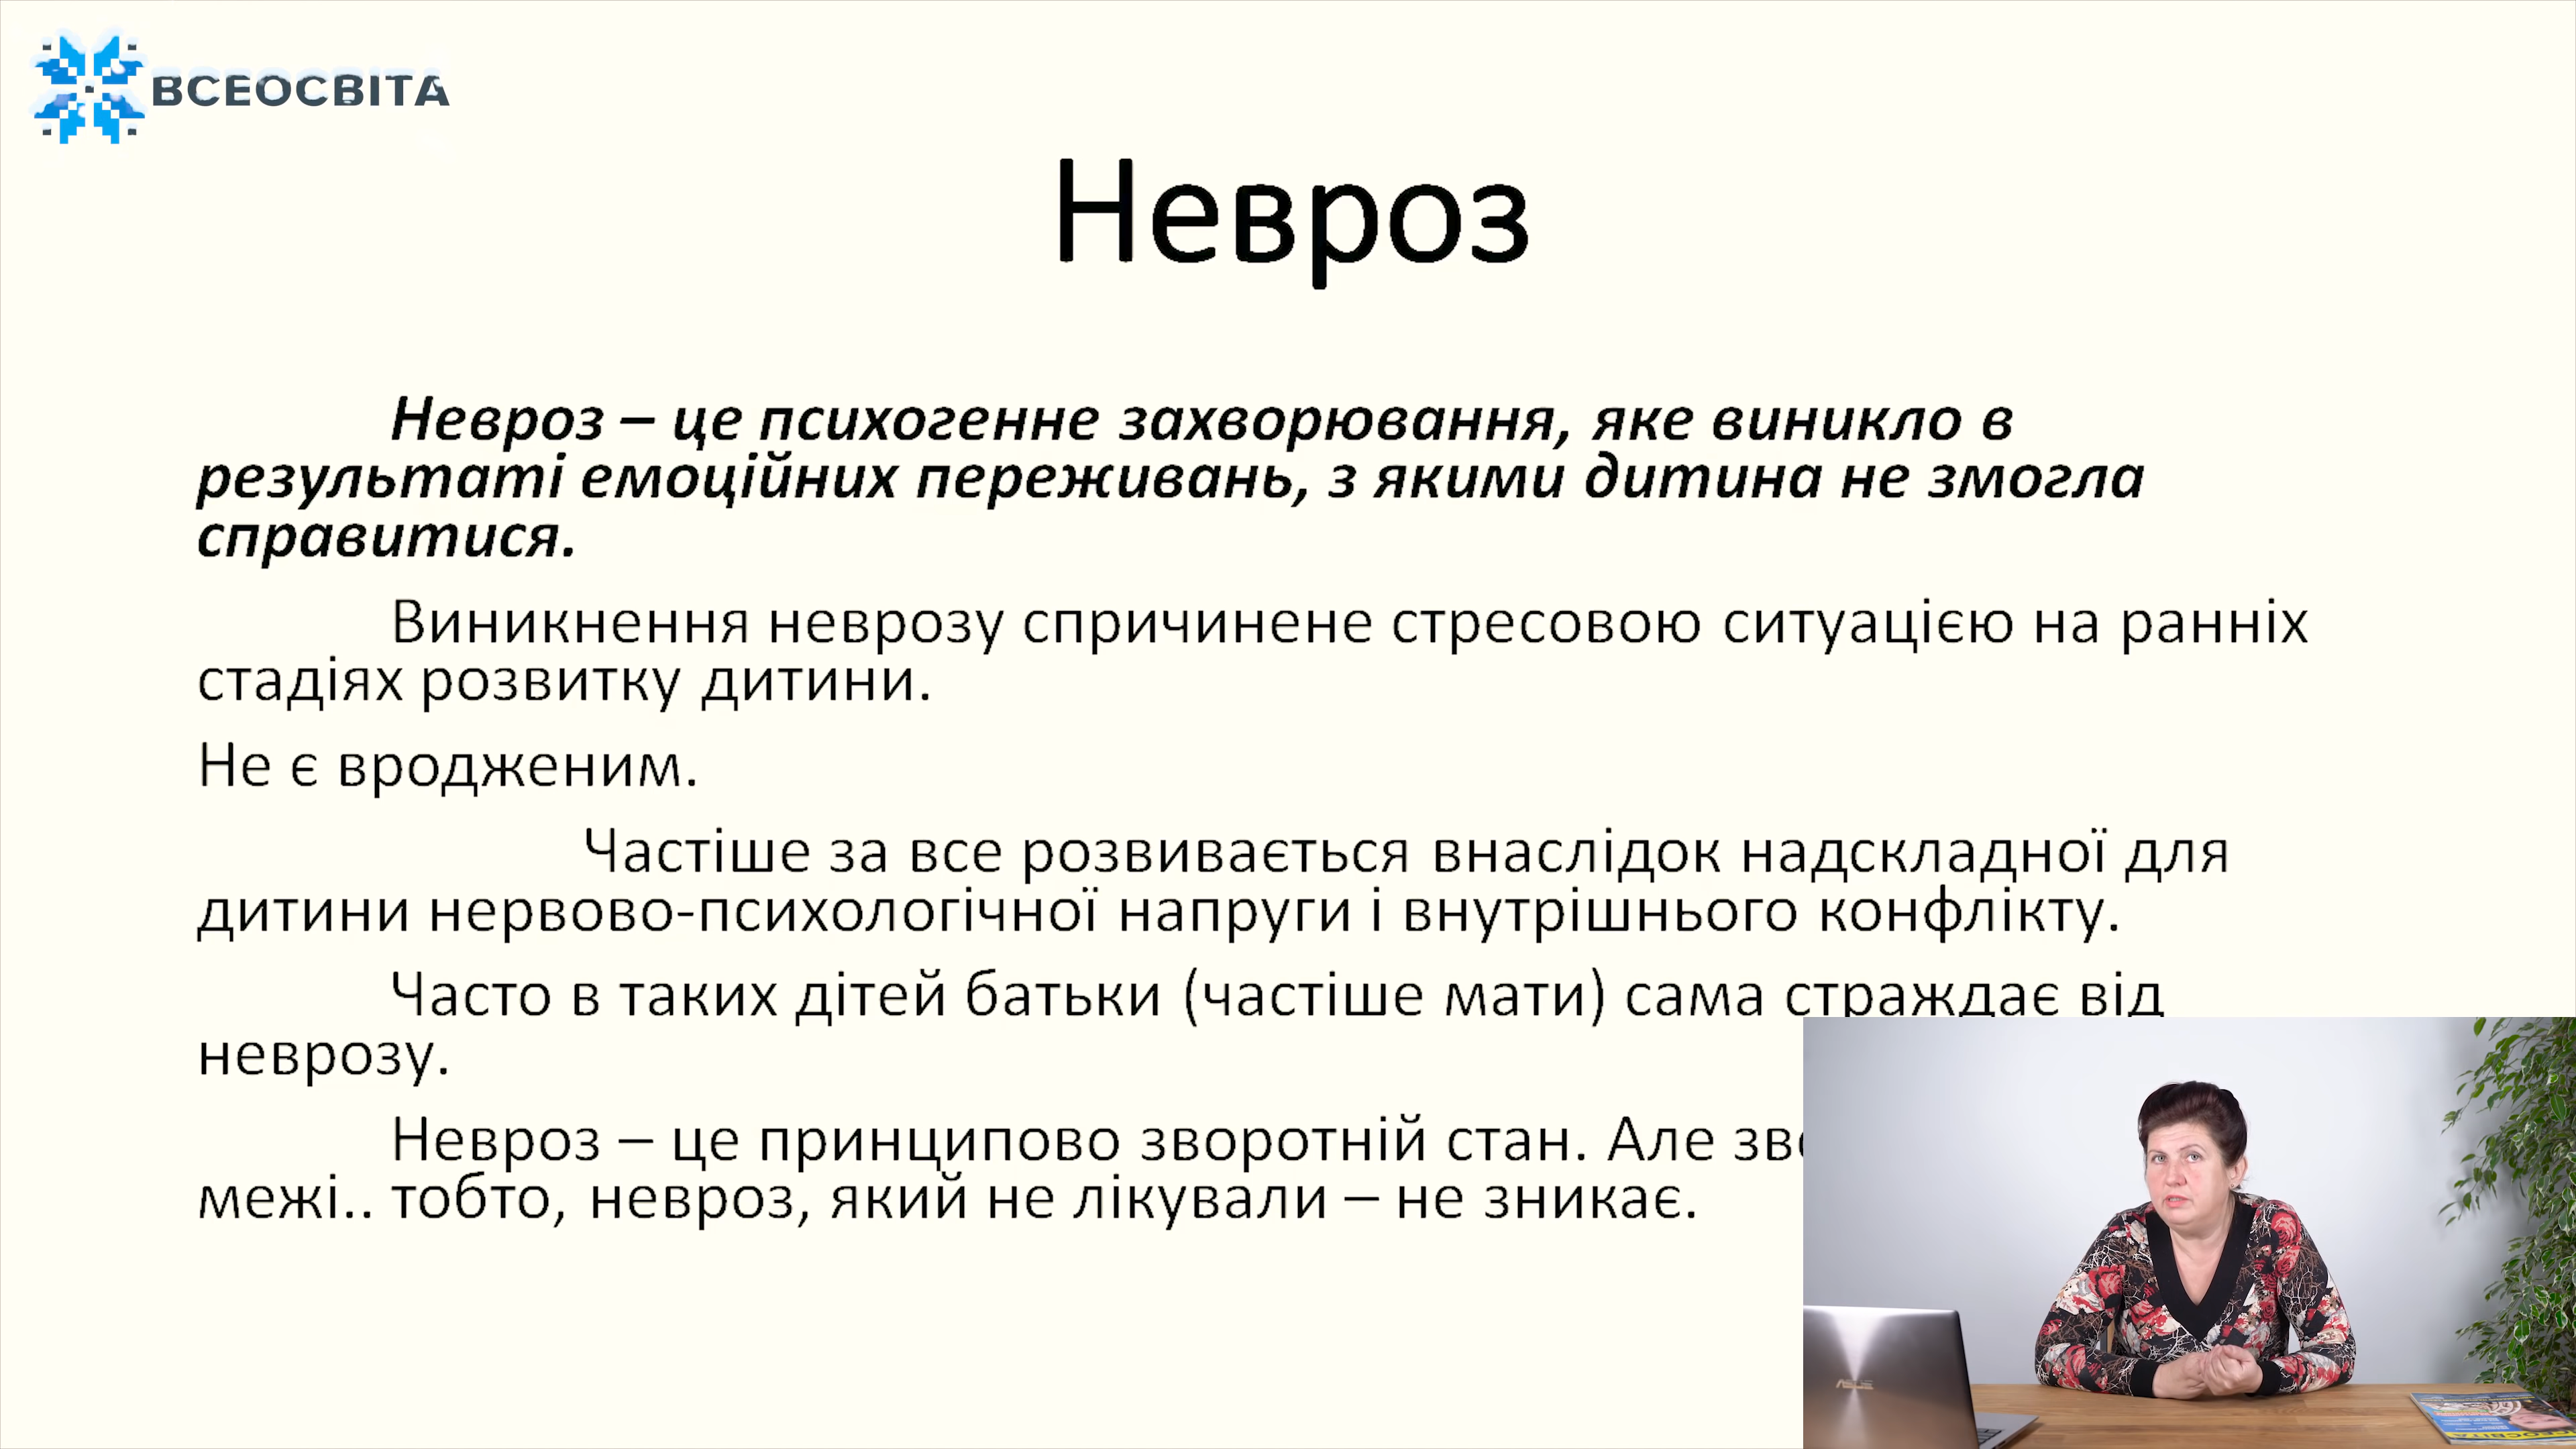 ВСЕОСВІТА
Невроз
Невроз – це психогенне захворювання, яке виникло в
результаті емоційних переживань, з якими дитина не змогла
справитися.
Виникнення неврозу спричинене стресовою ситуацією на ранніх
стадіях розвитку дитини.
Не є вродженим.
Частіше за все розвивається внаслідок надскладної для
дитини нервово-психологічної напруги і внутрішнього конфлікту.
Часто в таких дітей батьки (частіше мати) сама страждає від
неврозу.
Невроз – це принципово зворотній стан. Але
межі.. тобто, невроз, який не лікували – не зникає.
ASUS